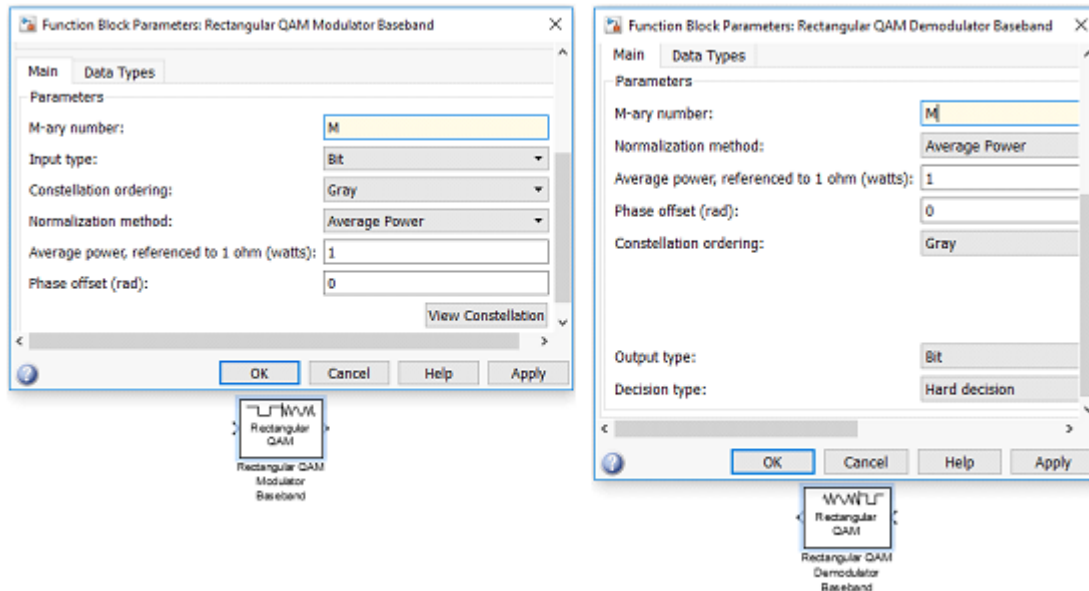 Function Block Parameters: Rectangular QAM Modulator Baseband
Main Data Types
Parameters
M-ary number: M
Input type: Bit
Constellation ordering: Gray
Normalization method: Average Power
Average power, referenced to 1 ohm (watts): 1
Phase offset (rad): 0
View Constellation
OK Cancel Help Apply
Rectangular
QAM
Rectangular QAM
Modulator
Baseband
Function Block Parameters: Rectangular QAM Demodulator Baseband
Main Data Types
Parameters
M-ary number: M
Normalization method: Average Power
Average power, referenced to 1 ohm (watts): 1
Phase offset (rad): 0
Constellation ordering: Gray
Output type: Bit
Decision type: Hard decision
OK Cancel Help Apply
Rectangular
QAM
Rectangular QAM
Demodulator
Baseband